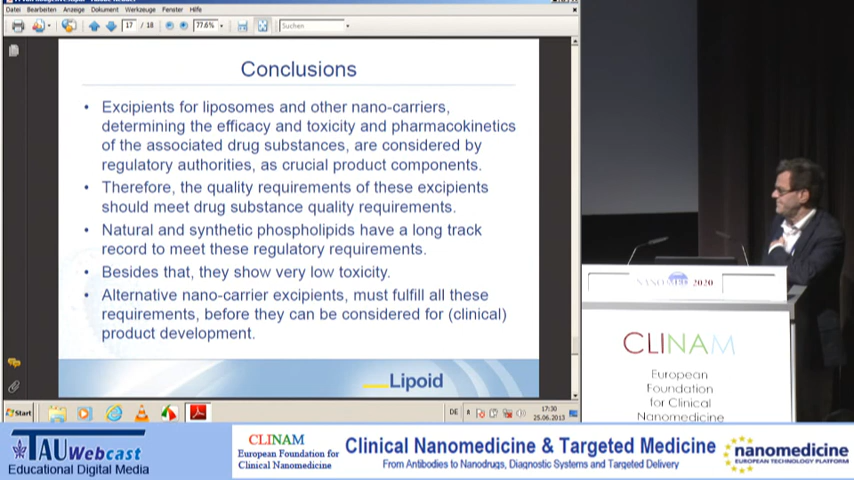 Datei Bearbeiten Anzeige Dokument Werkzeuge Fenster Hilfe
17 / 18 77.6% Suchen
Conclusions
• Excipients for liposomes and other nano-carriers,
determining the efficacy and toxicity and pharmacokinetics
of the associated drug substances, are considered by
regulatory authorities, as crucial product components.
• Therefore, the quality requirements of these excipients
should meet drug substance quality requirements.
• Natural and synthetic phospholipids have a long track
record to meet these regulatory requirements.
• Besides that, they show very low toxicity.
• Alternative nano-carrier excipients, must fulfill all these
requirements, before they can be considered for (clinical)
product development.
Lipoid
Start
DE
17:30
25.06.2013
2020
CLINAM
European
Foundation
for Clinical
Nanomedicine
TAU Webcast
Educational Digital Media
CLINAM
European Foundation for
Clinical Nanomedicine
Clinical Nanomedicine & Targeted Medicine
From Antibodies to Nanodrugs, Diagnostic Systems and Targeted Delivery
nanomedicine
EUROPEAN TECHNOLOGY PLATFORM